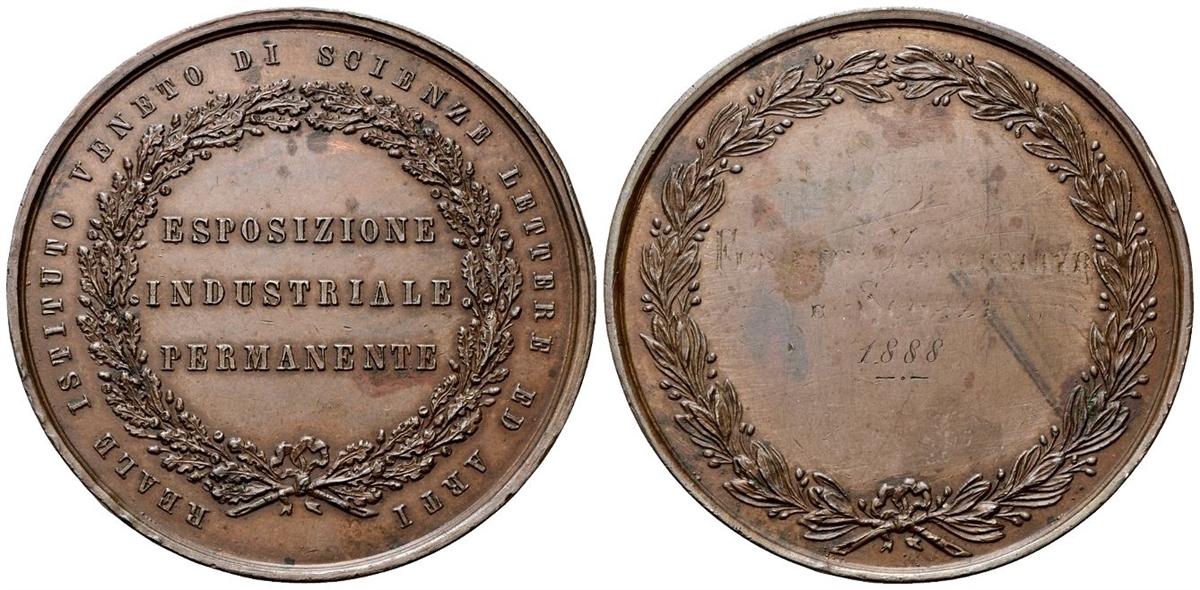 REALE ISTITUTO VENETO DI SCIENZE LETTERE ED ARTI
ESPOSIZIONE
INDUSTRIALE
PERMANENTE
A
E
1888